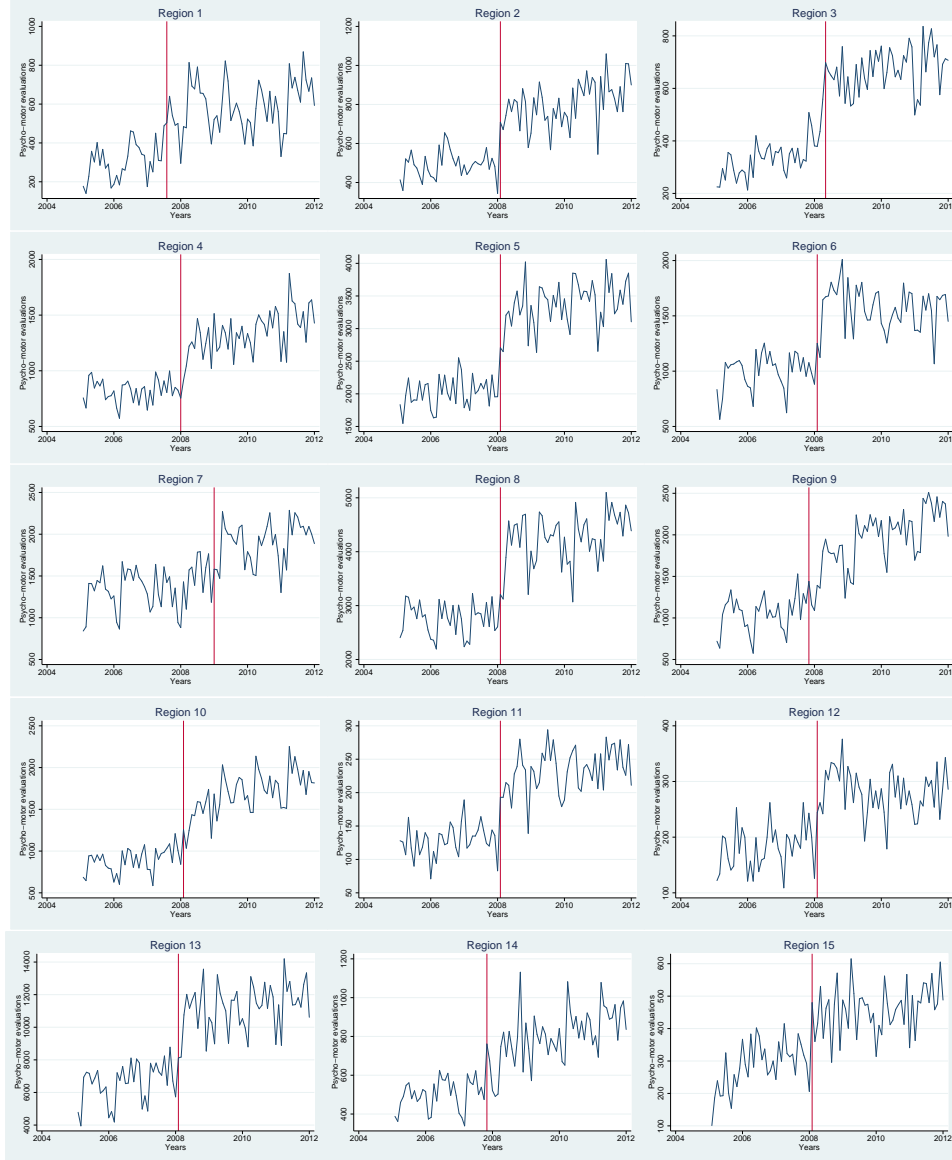 Region 1
Psycho−motor evaluations
1000
800
600
400
200
2004 2006 2008 2010 2012
Years
Region 2
Psycho−motor evaluations
1200
1000
800
600
400
2004 2006 2008 2010 2012
Years
Region 3
Psycho−motor evaluations
800
600
400
200
2004 2006 2008 2010 201
Years
Region 4
Psycho−motor evaluations
2000
1500
1000
500
2004 2006 2008 2010 2012
Years
Region 5
Psycho−motor evaluations
4000
3500
3000
2500
2000
1500
2004 2006 2008 2010 2012
Years
Region 6
Psycho−motor evaluations
2000
1500
1000
500
2004 2006 2008 2010 201
Years
Region 7
Psycho−motor evaluations
2500
2000
1500
1000
500
2004 2006 2008 2010 2012
Years
Region 8
Psycho−motor evaluations
5000
4000
3000
2000
2004 2006 2008 2010 2012
Years
Region 9
Psycho−motor evaluations
2500
2000
1500
1000
500
2004 2006 2008 2010 201
Years
Region 10
Psycho−motor evaluations
2500
2000
1500
1000
500
2004 2006 2008 2010 2012
Years
Region 11
Psycho−motor evaluations
300
250
200
150
100
50
2004 2006 2008 2010 2012
Years
Region 12
Psycho−motor evaluations
400
300
200
100
2004 2006 2008 2010 201
Years
Region 13
Psycho−motor evaluations
14000
12000
10000
8000
6000
4000
2004 2006 2008 2010 2012
Years
Region 14
Psycho−motor evaluations
1200
1000
800
600
400
2004 2006 2008 2010 2012
Years
Region 15
Psycho−motor evaluations
600
500
400
300
200
100
2004 2006 2008 2010 2012
Years